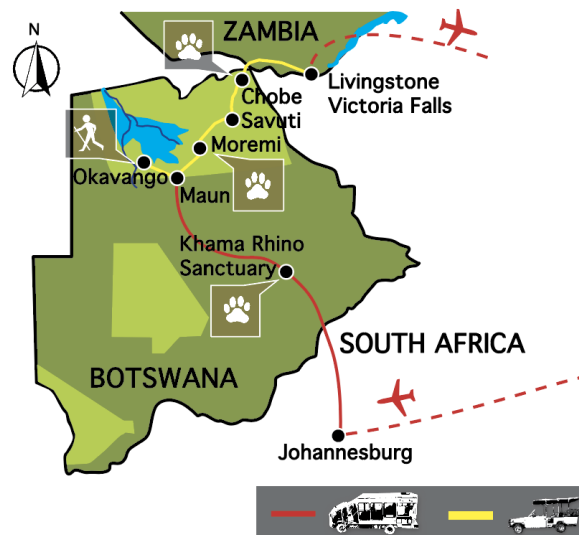 ZAMBIA
N
Livingstone
Victoria Falls
Chobe
Savuti
Moremi
Okavango
Maun
Khama Rhino
Sanctuary
SOUTH AFRICA
BOTSWANA
Johannesburg